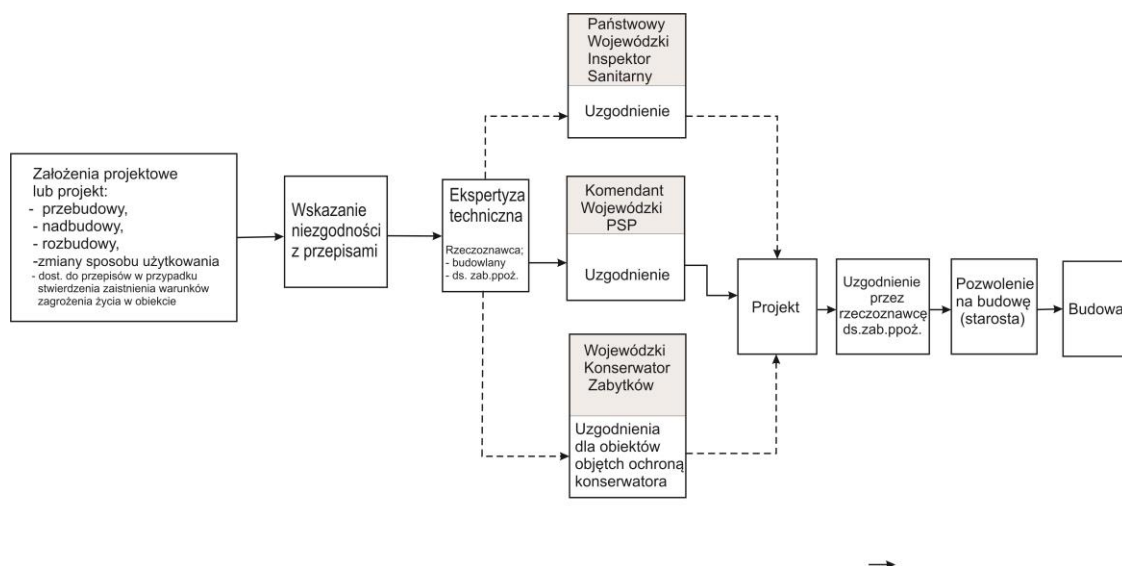 Założenia projektowe
lub projekt:
- przebudowy,
- nadbudowy,
- rozbudowy,
-zmiany sposobu użytkowania
- dost. do przepisów w przypadku
stwierdzenia zaistnienia warunków
zagrożenia życia w obiekcie
Wskazanie
niezgodności
z przepisami
Ekspertyza
techniczna
Rzeczoznawca;
- budowlany
- ds. zab.ppoż.
Państwowy
Wojewódzki
Inspektor
Sanitarny
Uzgodnienie
Komendant
Wojewódzki
PSP
Uzgodnienie
Wojewódzki
Konserwator
Zabytków
Uzgodnienia
dla obiektów
objętch ochroną
konserwatora
Projekt
Uzgodnienie
przez
rzeczoznawcę
ds.zab.ppoż.
Pozwolenie
na budowę
(starosta)
Budowa